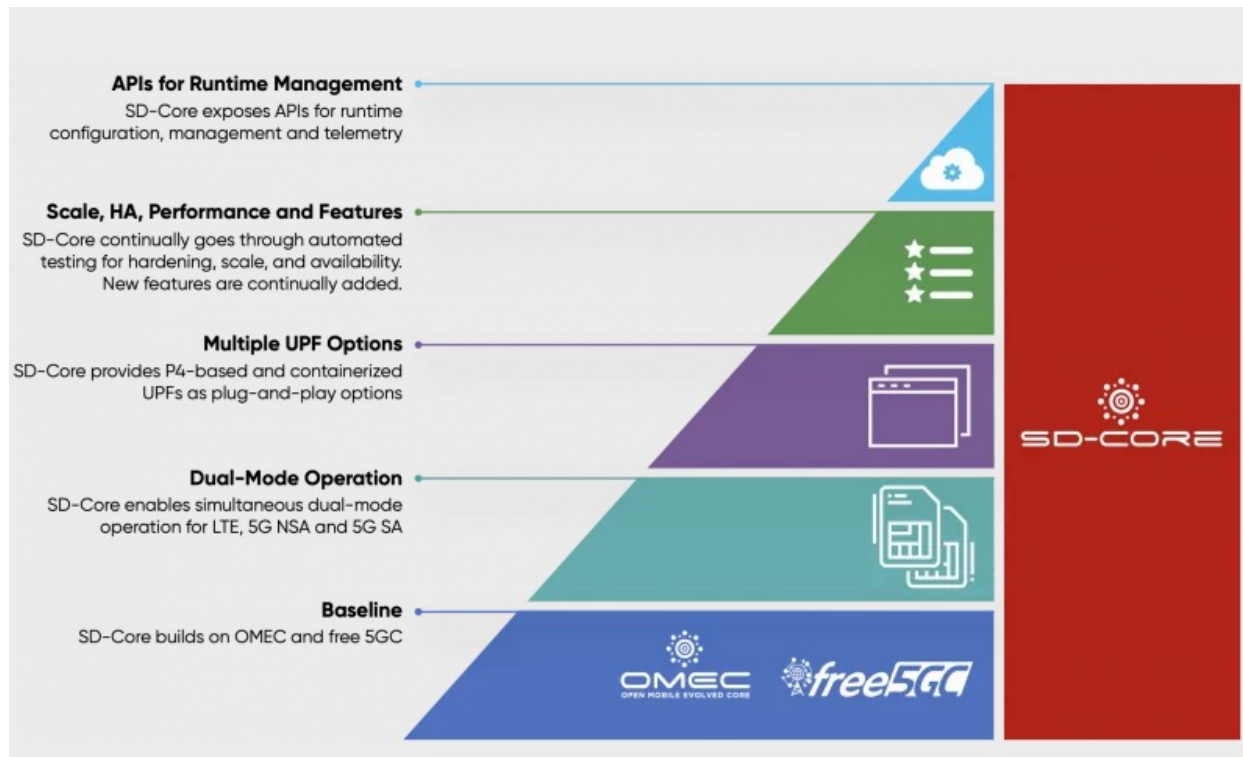 APIs for Runtime Management
SD-Core exposes APIs for runtime
configuration, management and telemetry
Scale, HA, Performance and Features
SD-Core continually goes through automated
testing for hardening, scale, and availability.
New features are continually added.
Multiple UPF Options
SD-Core provides P4-based and containerized
UPFs as plug-and-play options
Dual-Mode Operation
SD-Core enables simultaneous dual-mode
operation for LTE, 5G NSA and 5G SA
Baseline
SD-Core builds on OMEC and free 5GC
OMEC
OPEN MOBILE EVOLVED CORE
free5GC
SD-CORE